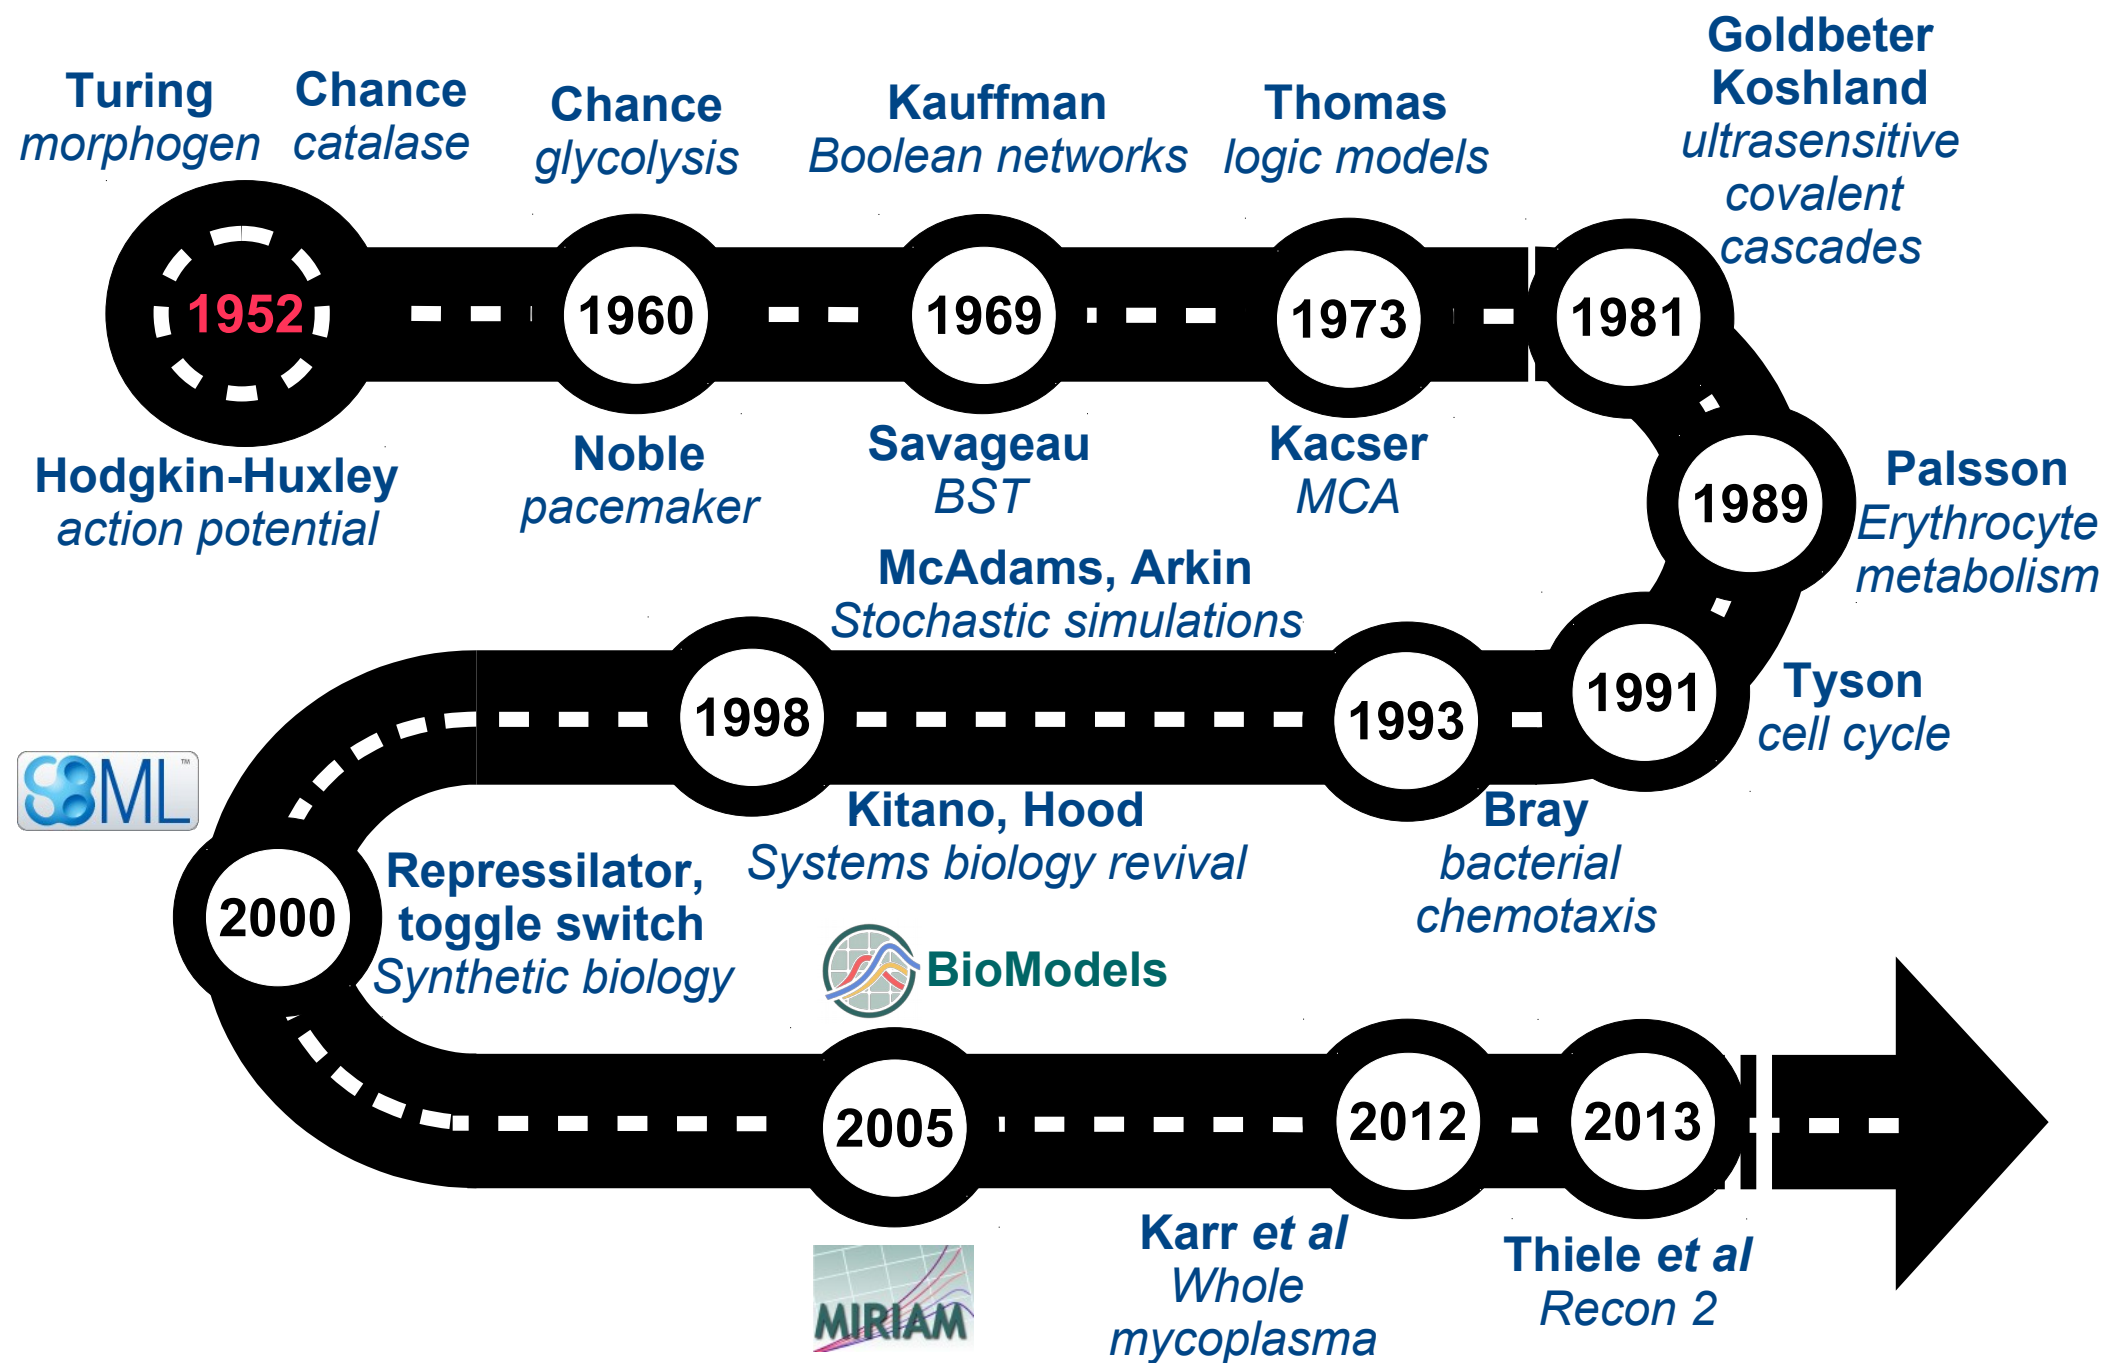 Turing
morphogen
Chance
catalase
Chance
glycolysis
Kauffman
Boolean networks
Thomas
logic models
Goldbeter
Koshland
ultrasensitive
covalent
cascades
1952
1960
1969
1973
1981
Hodgkin-Huxley
action potential
Noble
pacemaker
Savageau
BST
Kacser
MCA
1989
Palsson
Erythrocyte
metabolism
McAdams, Arkin
Stochastic simulations
1998
1993
1991
Tyson
cell cycle
SBML™
Kitano, Hood
Systems biology revival
Bray
bacterial
chemotaxis
2000
Repressilator,
toggle switch
Synthetic biology
BioModels
2005
2012
2013
MIRIAM
Karr et al
Whole
mycoplasma
Thiele et al
Recon 2